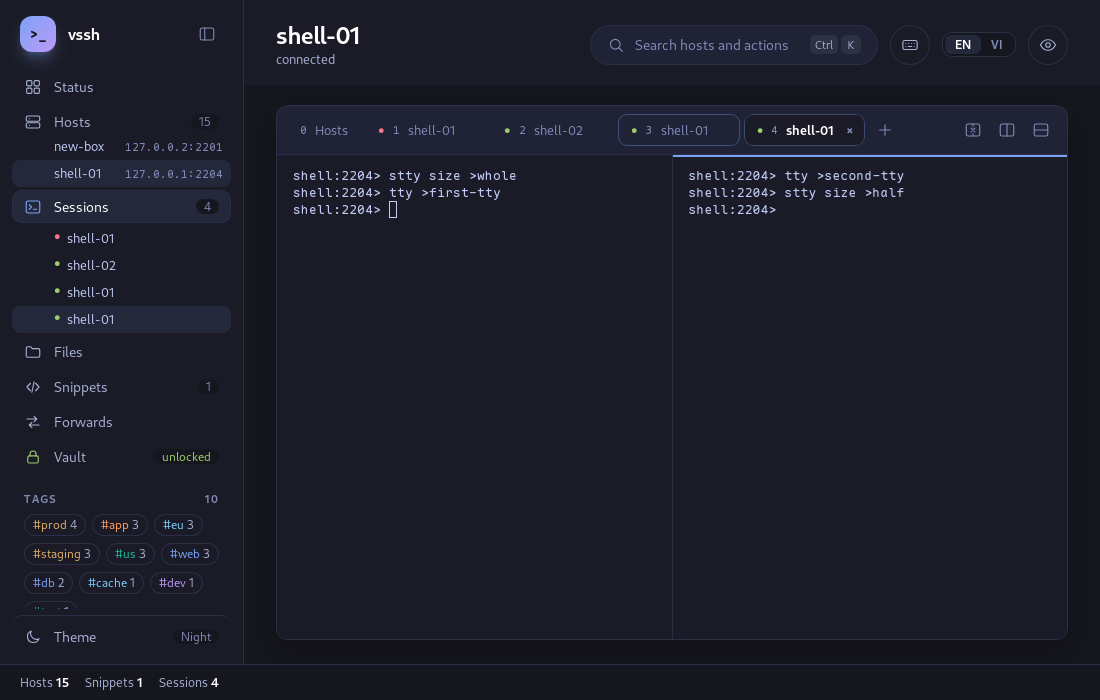 >_ vssh
Status
Hosts 15
new-box 127.0.0.2:2201
shell-01 127.0.0.1:2204
Sessions 4
shell-01
shell-02
shell-01
shell-01
Files
Snippets 1
Forwards
Vault unlocked
TAGS 10
#prod 4 #app 3 #eu 3
#staging 3 #us 3 #web 3
#db 2 #cache 1 #dev 1
Theme Night
shell-01
connected
Search hosts and actions Ctrl K
EN VI
0 Hosts 1 shell-01 2 shell-02 3 shell-01 4 shell-01 × +
shell:2204> stty size >whole
shell:2204> tty >first-tty
shell:2204>
shell:2204> tty >second-tty
shell:2204> stty size >half
shell:2204>
Hosts 15 Snippets 1 Sessions 4